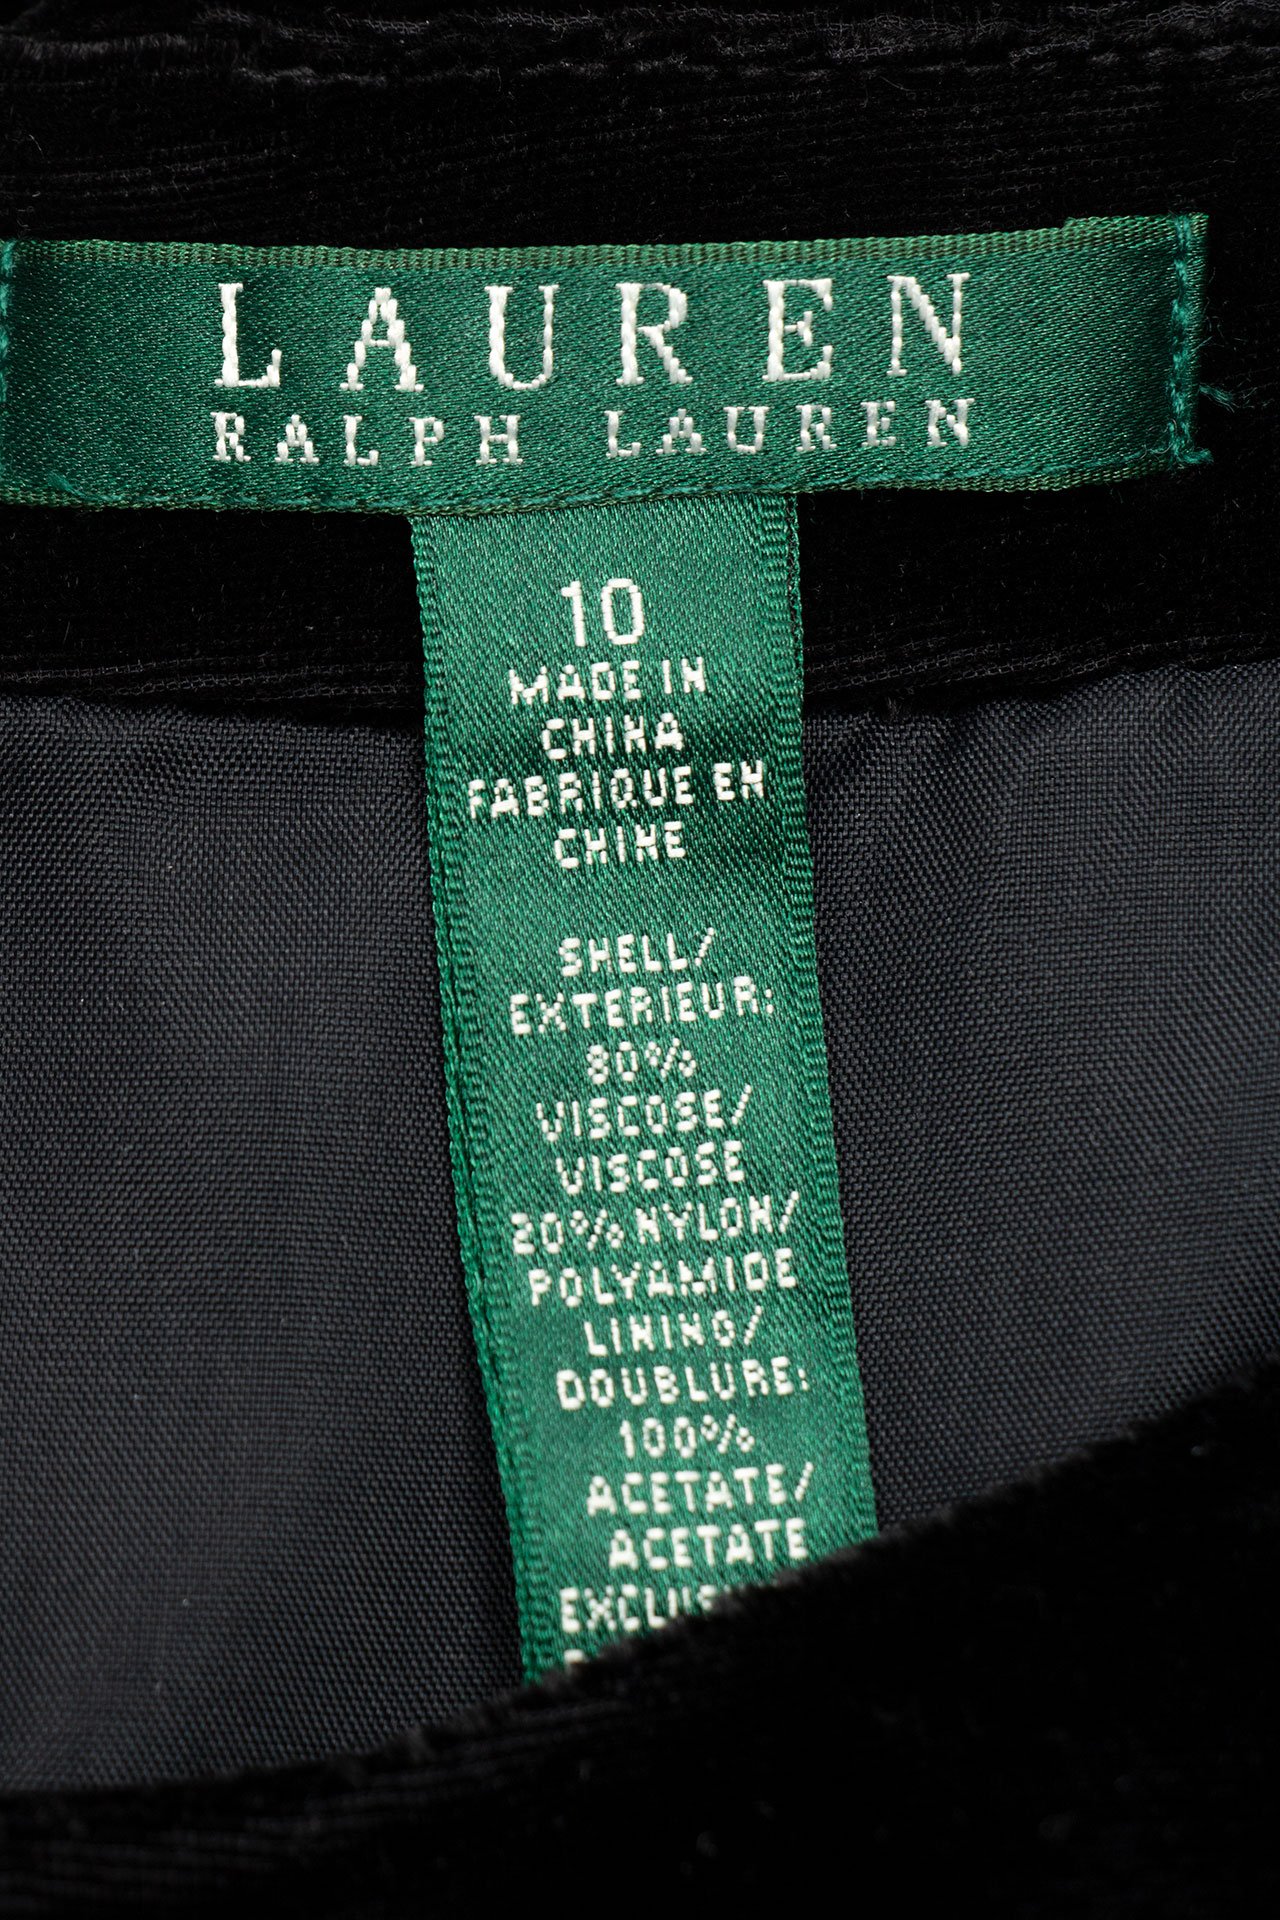 LAUREN
RALPH LAUREN
10
MADE IN
CHINA
FABRIQUE EN
CHINE
SHELL/
EXTERIEUR:
80%
VISCOSE/
VISCOSE
20% NYLON/
POLYAMIDE
LINING/
DOUBLURE:
100%
ACETATE/
ACETATE